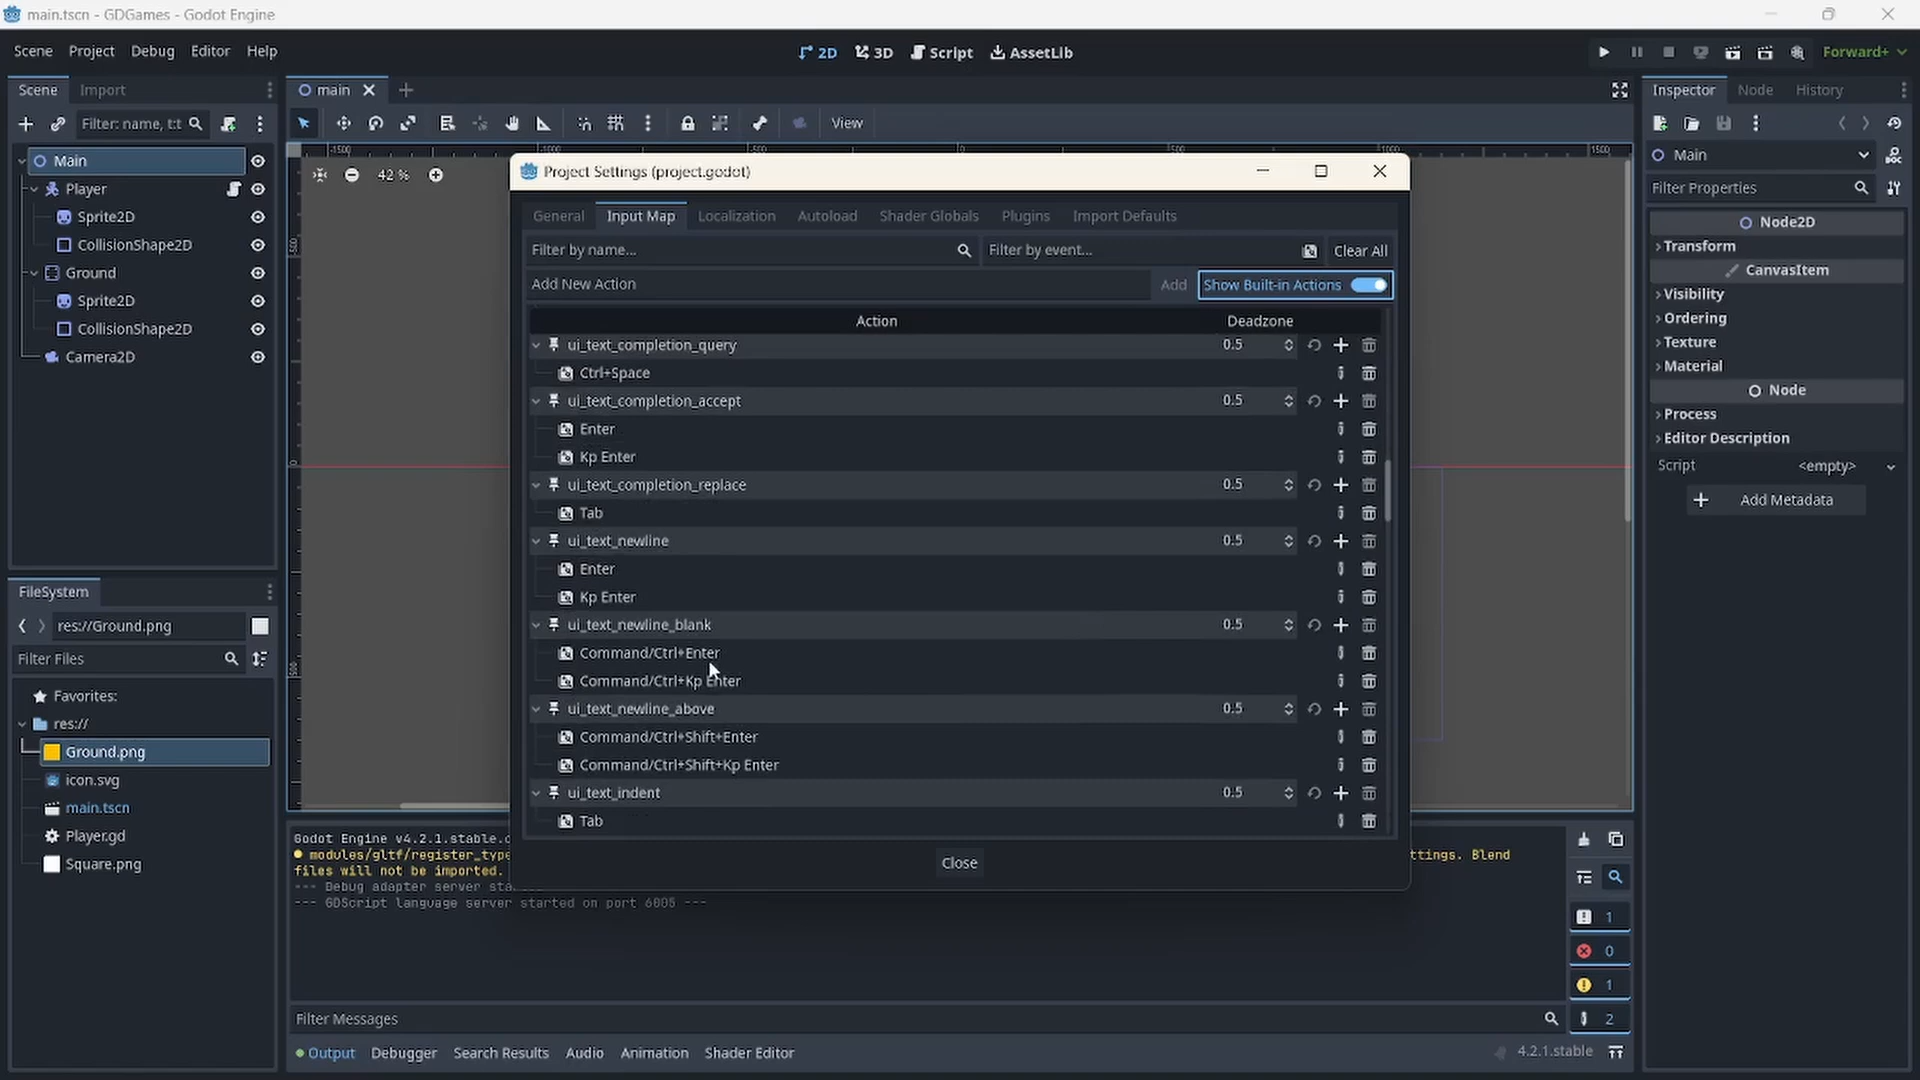 main.tscn - GDGames - Godot Engine
Scene Project Debug Editor Help
2D 3D Script AssetLib
Forward+
Scene Import
Filter: name, t:t
Main
Player
Sprite2D
CollisionShape2D
Ground
Sprite2D
CollisionShape2D
Camera2D
FileSystem
res://Ground.png
Filter Files
Favorites:
res://
Ground.png
icon.svg
main.tscn
Player.gd
Square.png
main
View
42 %
Project Settings (project.godot)
General Input Map Localization Autoload Shader Globals Plugins Import Defaults
Filter by name... Filter by event... Clear All
Add New Action Add Show Built-in Actions
Action Deadzone
ui_text_completion_query 0.5
Ctrl+Space
ui_text_completion_accept 0.5
Enter
Kp Enter
ui_text_completion_replace 0.5
Tab
ui_text_newline 0.5
Enter
Kp Enter
ui_text_newline_blank 0.5
Command/Ctrl+Enter
Command/Ctrl+Kp Enter
ui_text_newline_above 0.5
Command/Ctrl+Shift+Enter
Command/Ctrl+Shift+Kp Enter
ui_text_indent 0.5
Tab
Close
Godot Engine v4.2.1.stable.
modules/gltf/register_type ttings. Blend
files will not be imported.
--- Debug adapter server sta
--- GDScript language server started on port 6005 ---
1
0
1
2
Filter Messages
Output Debugger Search Results Audio Animation Shader Editor
4.2.1.stable
Inspector Node History
Main
Filter Properties
Node2D
Transform
CanvasItem
Visibility
Ordering
Texture
Material
Node
Process
Editor Description
Script <empty>
Add Metadata